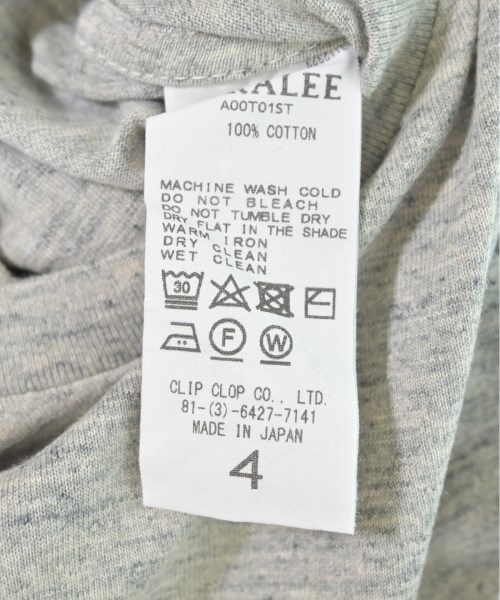 A00T01ST
100% COTTON
MACHINE WASH COLD
DO NOT BLEACH
DO NOT TUMBLE DRY
DRY FLAT IN THE SHADE
WARM IRON
DRY CLEAN
WET CLEAN
30
F
W
CLIP CLOP CO., LTD.
81-(3)-6427-7141
MADE IN JAPAN
4